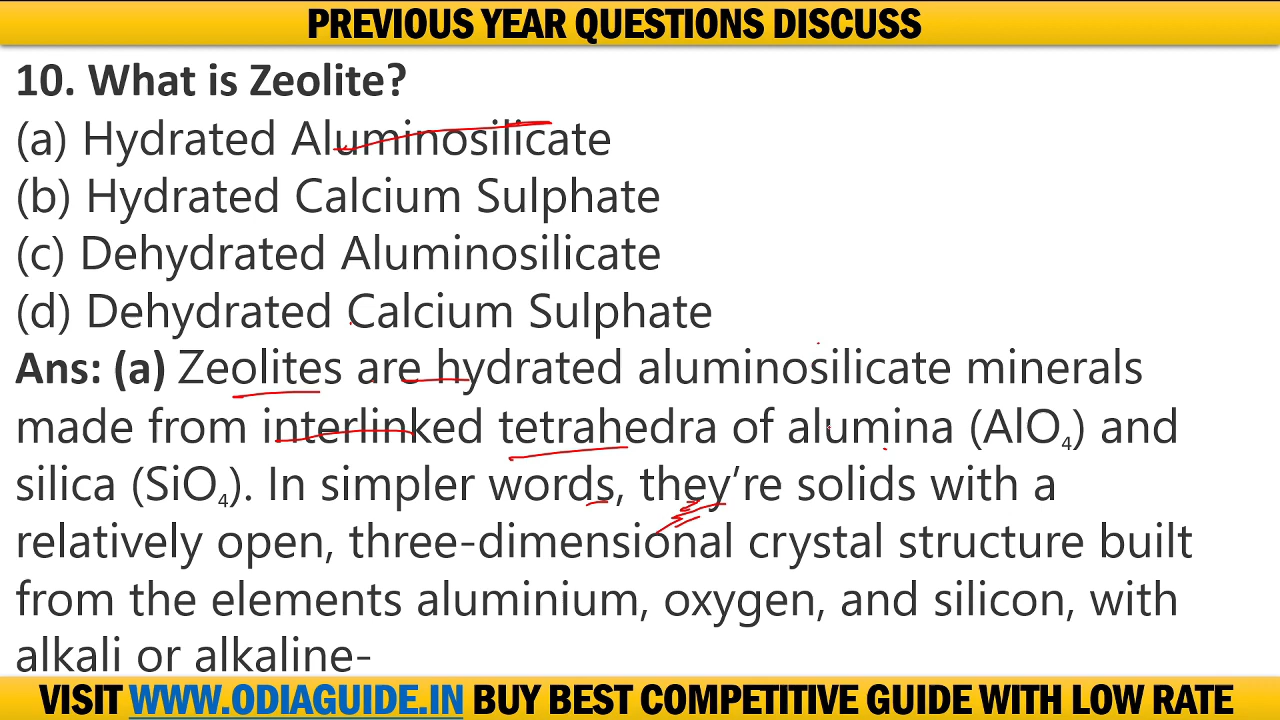 PREVIOUS YEAR QUESTIONS DISCUSS
10. What is Zeolite?
(a) Hydrated Aluminosilicate
(b) Hydrated Calcium Sulphate
(c) Dehydrated Aluminosilicate
(d) Dehydrated Calcium Sulphate
Ans: (a) Zeolites are hydrated aluminosilicate minerals
made from interlinked tetrahedra of alumina (AlO₄) and
silica (SiO₄). In simpler words, they’re solids with a
relatively open, three-dimensional crystal structure built
from the elements aluminium, oxygen, and silicon, with
alkali or alkaline-
VISIT WWW.ODIAGUIDE.IN BUY BEST COMPETITIVE GUIDE WITH LOW RATE